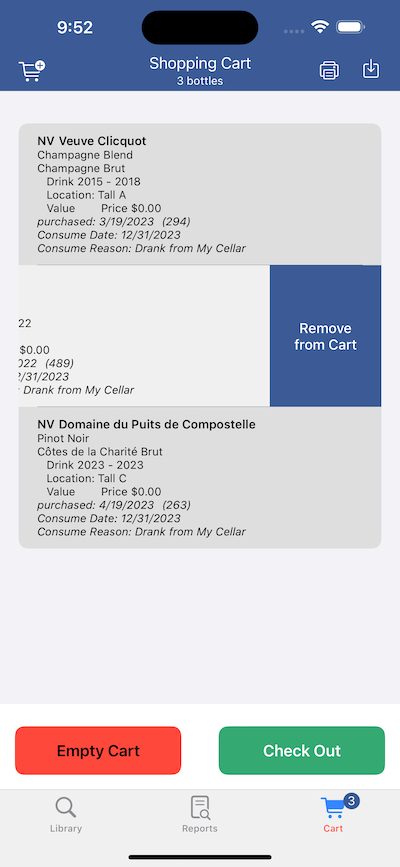 9:52
Shopping Cart
3 bottles
NV Veuve Clicquot
Champagne Blend
Champagne Brut
Drink 2015 - 2018
Location: Tall A
Value Price $0.00
purchased: 3/19/2023 (294)
Consume Date: 12/31/2023
Consume Reason: Drank from My Cellar
22
$0.00
022 (489)
2/31/2023
: Drank from My Cellar
Remove
from Cart
NV Domaine du Puits de Compostelle
Pinot Noir
Côtes de la Charité Brut
Drink 2023 - 2023
Location: Tall C
Value Price $0.00
purchased: 4/19/2023 (263)
Consume Date: 12/31/2023
Consume Reason: Drank from My Cellar
Empty Cart
Check Out
3
Library
Reports
Cart